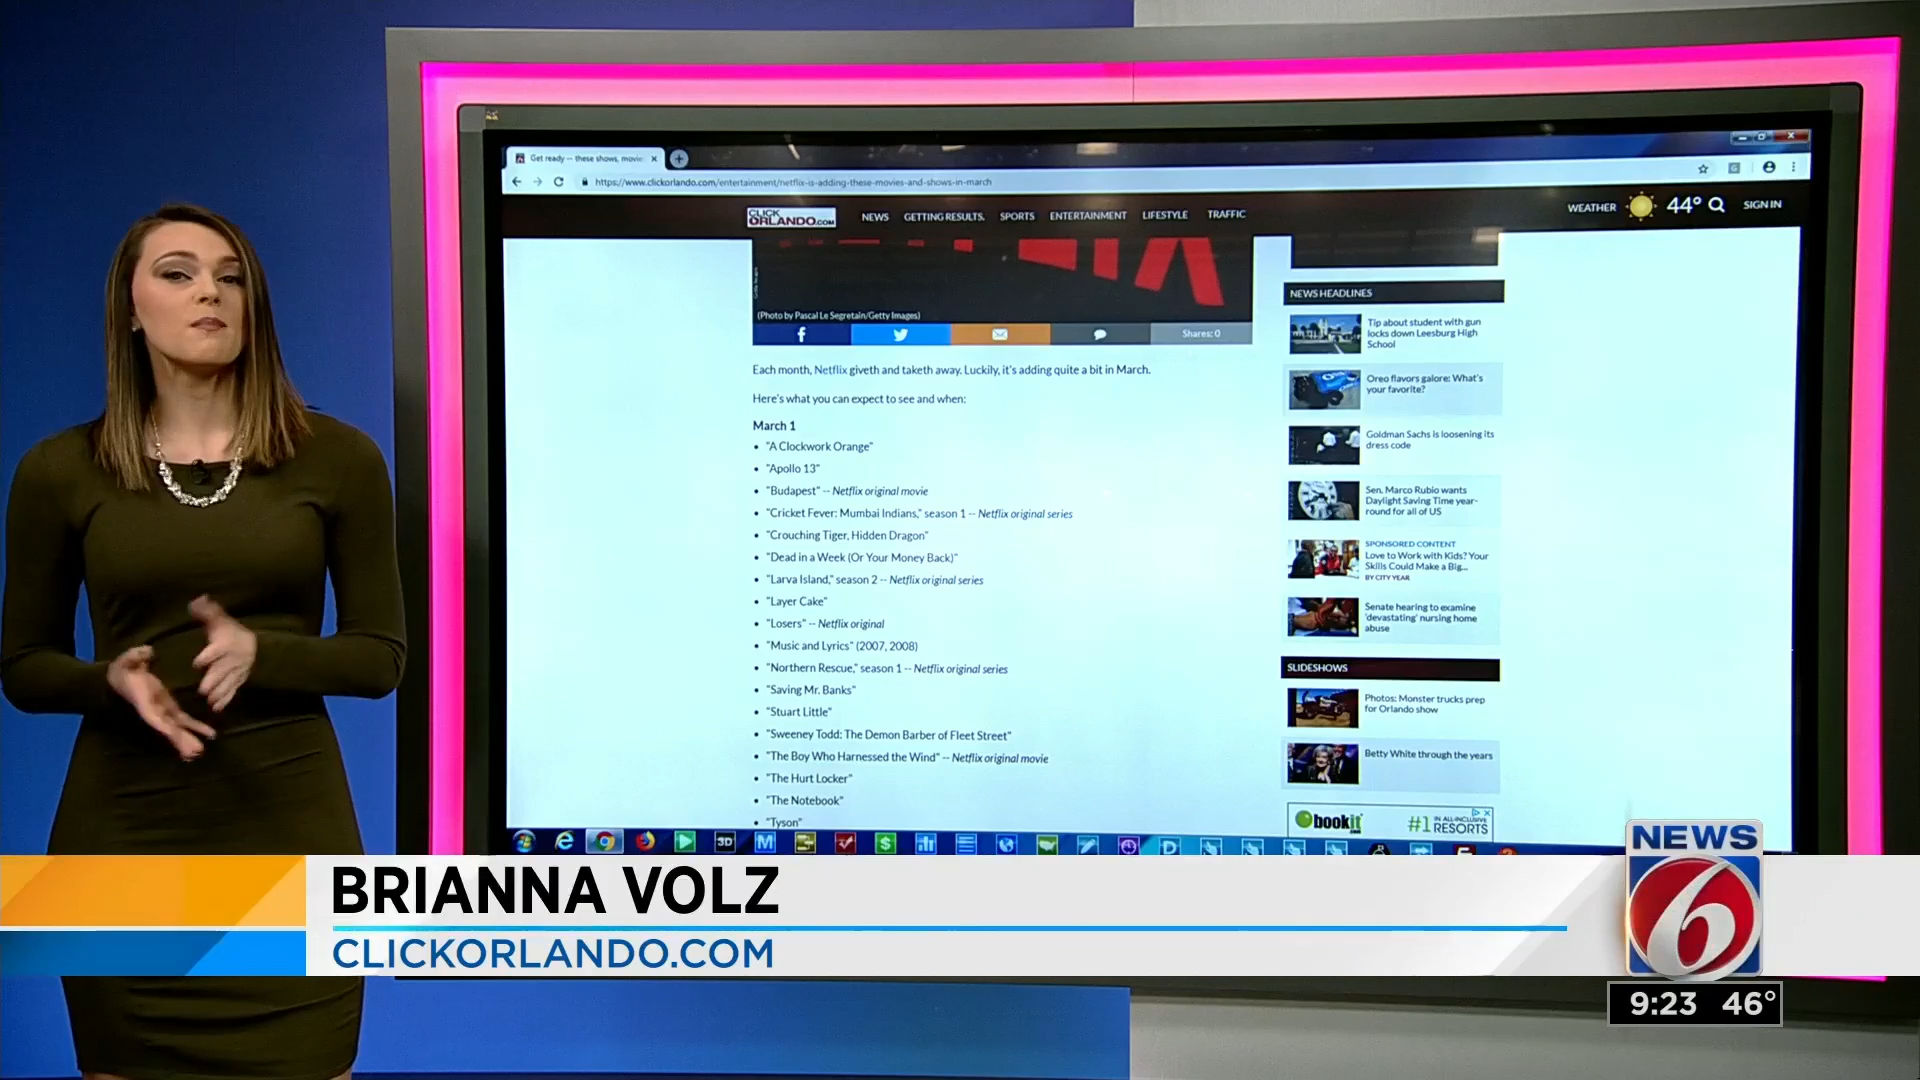 Get ready -- these shows, movie
https://www.clickorlando.com/entertainment/netflix-is-adding-these-movies-and-shows-in-march
CLICK
ORLANDO.COM
NEWS GETTING RESULTS. SPORTS ENTERTAINMENT LIFESTYLE TRAFFIC
WEATHER 44° SIGN IN
(Photo by Pascal Le Segretain/Getty Images)
Shares: 0
Each month, Netflix giveth and taketh away. Luckily, it's adding quite a bit in March.
Here's what you can expect to see and when:
March 1
• "A Clockwork Orange"
• "Apollo 13"
• "Budapest" -- Netflix original movie
• "Cricket Fever: Mumbai Indians," season 1 -- Netflix original series
• "Crouching Tiger, Hidden Dragon"
• "Dead in a Week (Or Your Money Back)"
• "Larva Island," season 2 -- Netflix original series
• "Layer Cake"
• "Losers" -- Netflix original
• "Music and Lyrics" (2007, 2008)
• "Northern Rescue," season 1 -- Netflix original series
• "Saving Mr. Banks"
• "Stuart Little"
• "Sweeney Todd: The Demon Barber of Fleet Street"
• "The Boy Who Harnessed the Wind" -- Netflix original movie
• "The Hurt Locker"
• "The Notebook"
• "Tyson"
NEWS HEADLINES
Tip about student with gun
locks down Leesburg High
School
Oreo flavors galore: What's
your favorite?
Goldman Sachs is loosening its
dress code
Sen. Marco Rubio wants
Daylight Saving Time year-
round for all of US
SPONSORED CONTENT
Love to Work with Kids? Your
Skills Could Make a Big...
BY CITY YEAR
Senate hearing to examine
'devastating' nursing home
abuse
SLIDESHOWS
Photos: Monster trucks prep
for Orlando show
Betty White through the years
bookit
.com
#1 IN ALL-INCLUSIVE
RESORTS
3D
M
D
BRIANNA VOLZ
CLICKORLANDO.COM
NEWS
6
9:23 46°